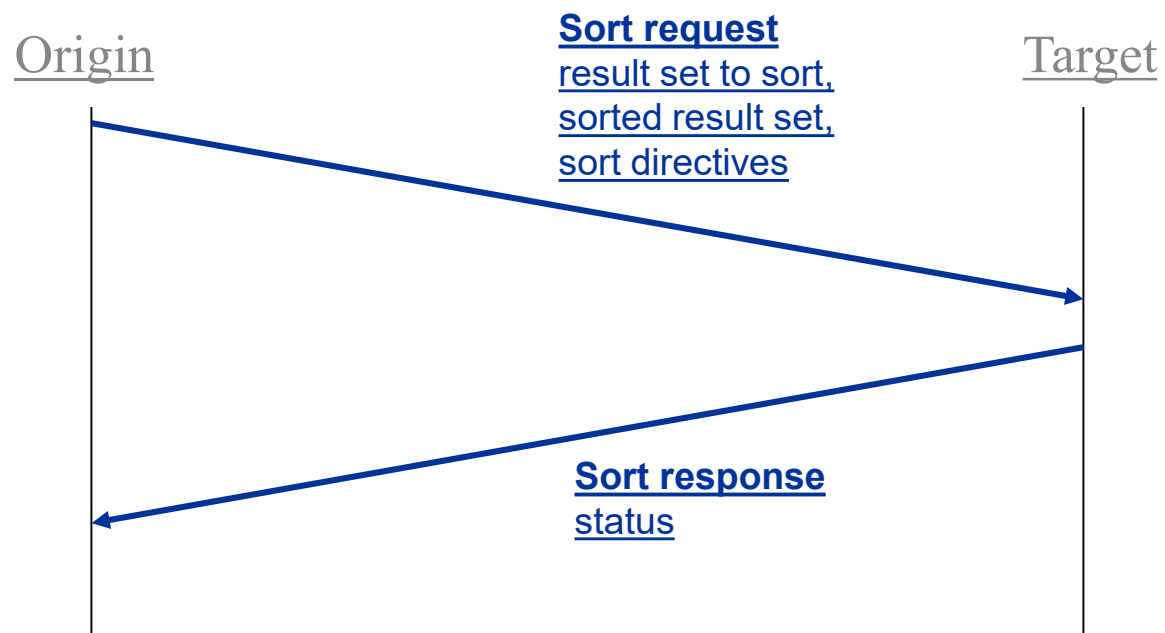 Origin
Sort request
result set to sort,
sorted result set,
sort directives
Target
Sort response
status